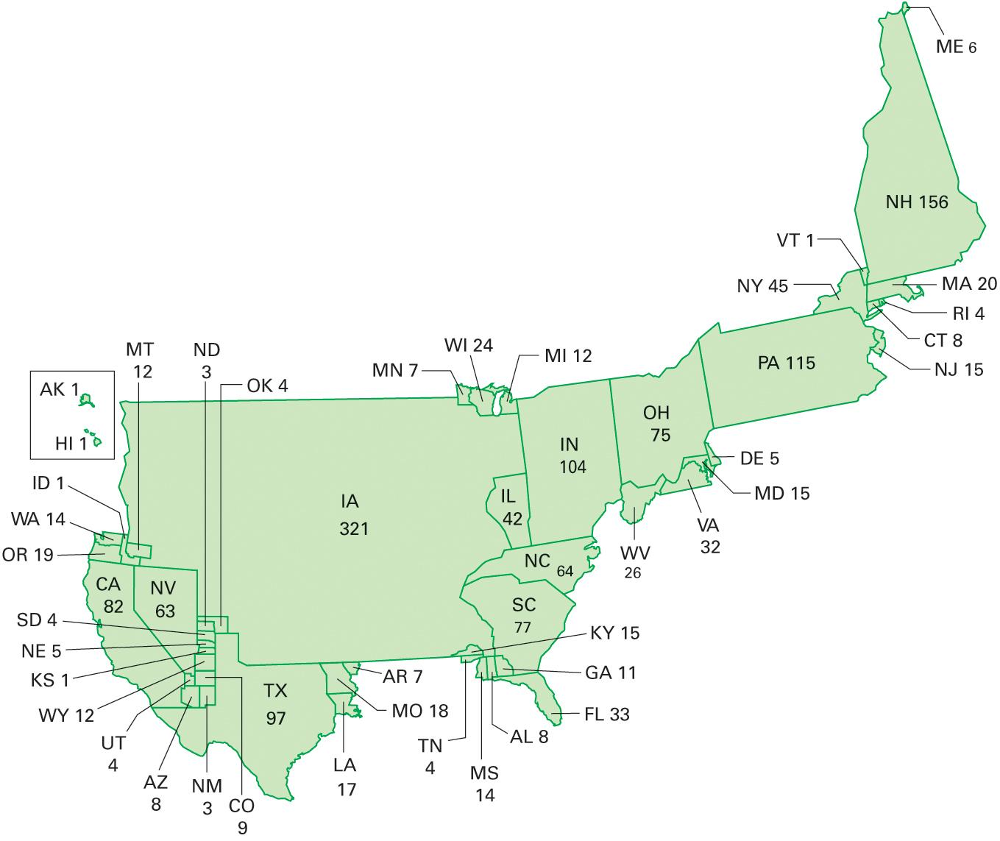 ME 6
NH 156
VT 1
NY 45
MA 20
RI 4
CT 8
NJ 15
PA 115
WI 24
MI 12
MN 7
MT
12
ND
3
OK 4
AK 1
HI 1
OH
75
IN
104
DE 5
MD 15
VA
32
WV
26
ID 1
WA 14
OR 19
IA
321
IL
42
NC 64
CA
82
NV
63
SC
77
SD 4
NE 5
KS 1
WY 12
UT
4
AZ
8
NM
3
CO
9
TX
97
AR 7
MO 18
LA
17
KY 15
GA 11
FL 33
AL 8
TN
4
MS
14